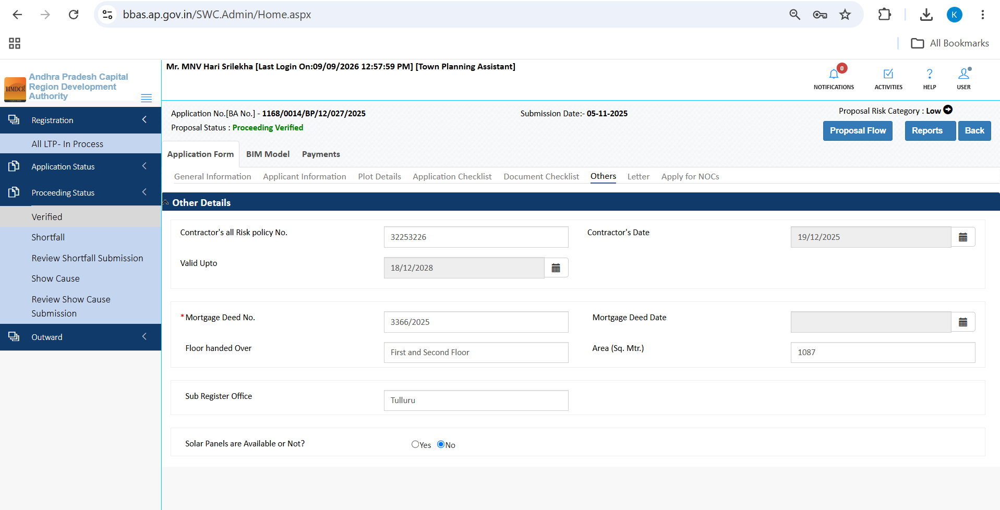 bbas.ap.gov.in/SWC.Admin/Home.aspx
K
All Bookmarks
BIMDCR
Andhra Pradesh Capital
Region Development
Authority
Mr. MNV Hari Srilekha [Last Login On:09/09/2026 12:57:59 PM] [Town Planning Assistant]
0
NOTIFICATIONS
ACTIVITIES
HELP
USER
Registration
All LTP- In Process
Application Status
Proceeding Status
Verified
Shortfall
Review Shortfall Submission
Show Cause
Review Show Cause
Submission
Outward
Application No.[BA No.] - 1168/0014/BP/12/027/2025
Submission Date:- 05-11-2025
Proposal Risk Category : Low
Proposal Status : Proceeding Verified
Proposal Flow
Reports
Back
Application Form
BIM Model
Payments
General Information
Applicant Information
Plot Details
Application Checklist
Document Checklist
Others
Letter
Apply for NOCs
Other Details
Contractor's all Risk policy No.
32253226
Contractor's Date
19/12/2025
Valid Upto
18/12/2028
*Mortgage Deed No.
3366/2025
Mortgage Deed Date
Floor handed Over
First and Second Floor
Area (Sq. Mtr.)
1087
Sub Register Office
Tulluru
Solar Panels are Available or Not?
Yes
No